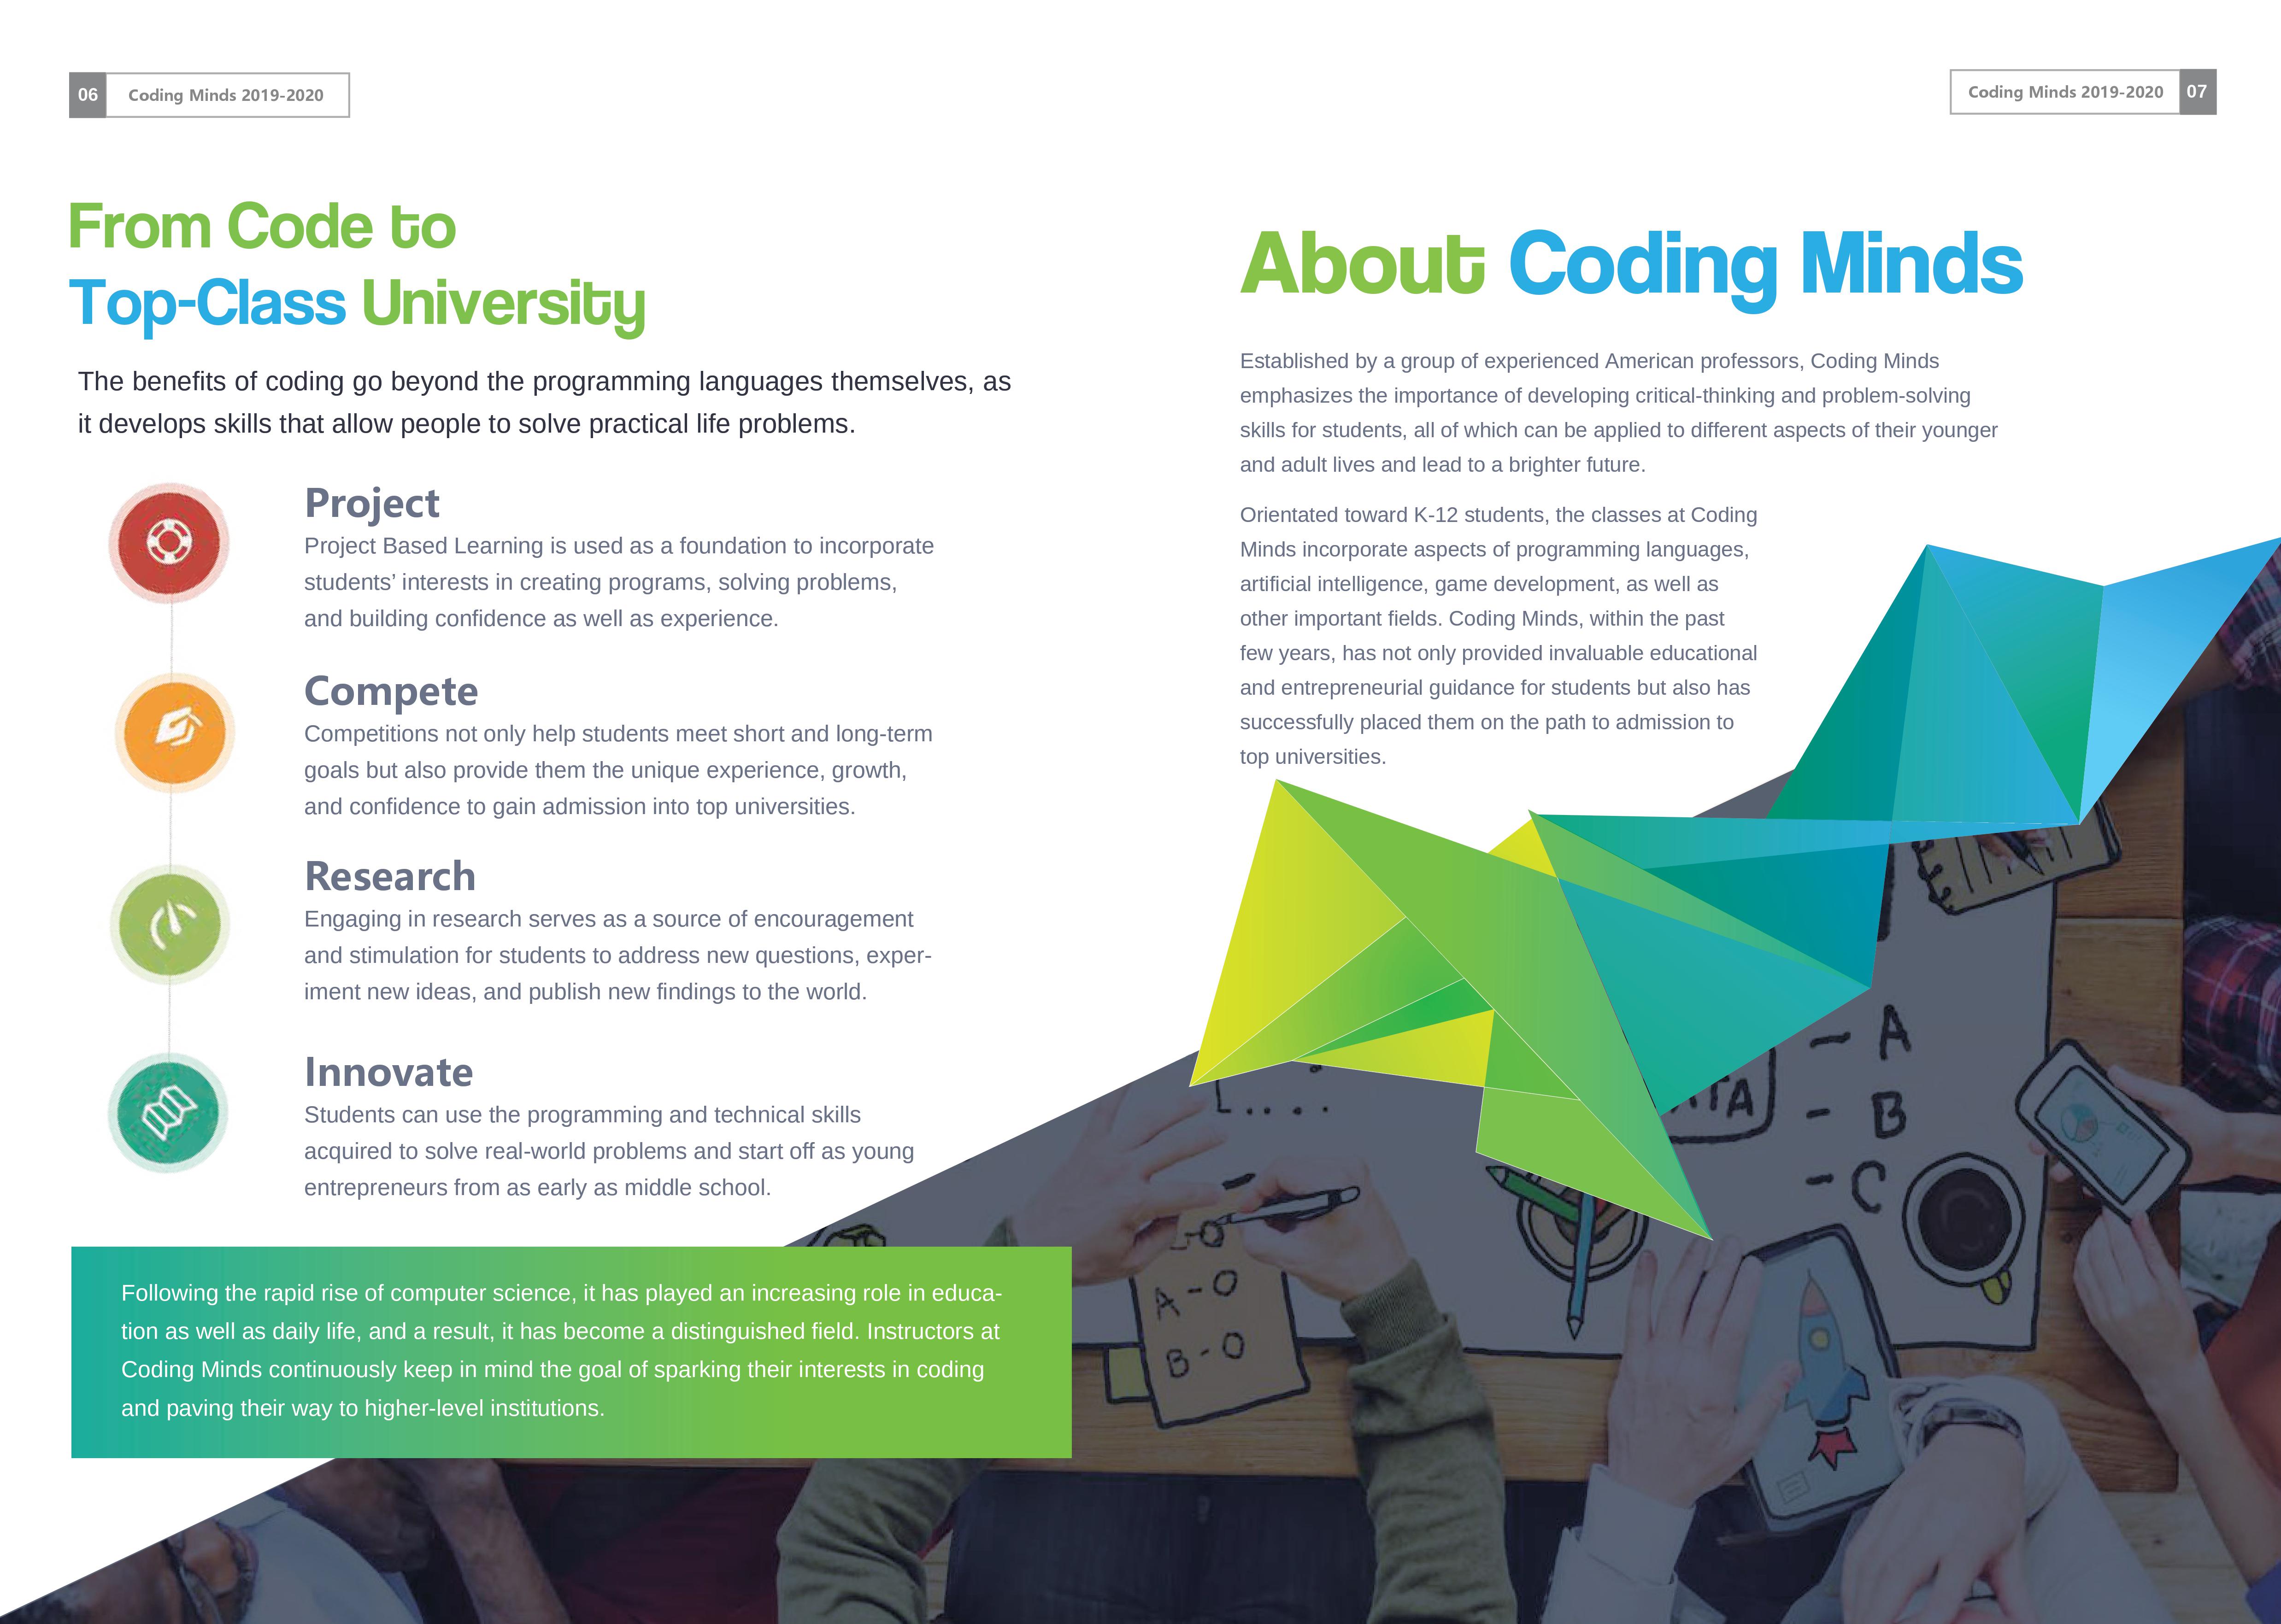 06 Coding Minds 2019-2020
From Code to
Top-Class University
The benefits of coding go beyond the programming languages themselves, as
it develops skills that allow people to solve practical life problems.
Project
Project Based Learning is used as a foundation to incorporate
students’ interests in creating programs, solving problems,
and building confidence as well as experience.
Compete
Competitions not only help students meet short and long-term
goals but also provide them the unique experience, growth,
and confidence to gain admission into top universities.
Research
Engaging in research serves as a source of encouragement
and stimulation for students to address new questions, exper-
iment new ideas, and publish new findings to the world.
Innovate
Students can use the programming and technical skills
acquired to solve real-world problems and start off as young
entrepreneurs from as early as middle school.
Following the rapid rise of computer science, it has played an increasing role in educa-
tion as well as daily life, and a result, it has become a distinguished field. Instructors at
Coding Minds continuously keep in mind the goal of sparking their interests in coding
and paving their way to higher-level institutions.
Coding Minds 2019-2020 07
About Coding Minds
Established by a group of experienced American professors, Coding Minds
emphasizes the importance of developing critical-thinking and problem-solving
skills for students, all of which can be applied to different aspects of their younger
and adult lives and lead to a brighter future.
Orientated toward K-12 students, the classes at Coding
Minds incorporate aspects of programming languages,
artificial intelligence, game development, as well as
other important fields. Coding Minds, within the past
few years, has not only provided invaluable educational
and entrepreneurial guidance for students but also has
successfully placed them on the path to admission to
top universities.
- A
- B
- C
A - O
B - O